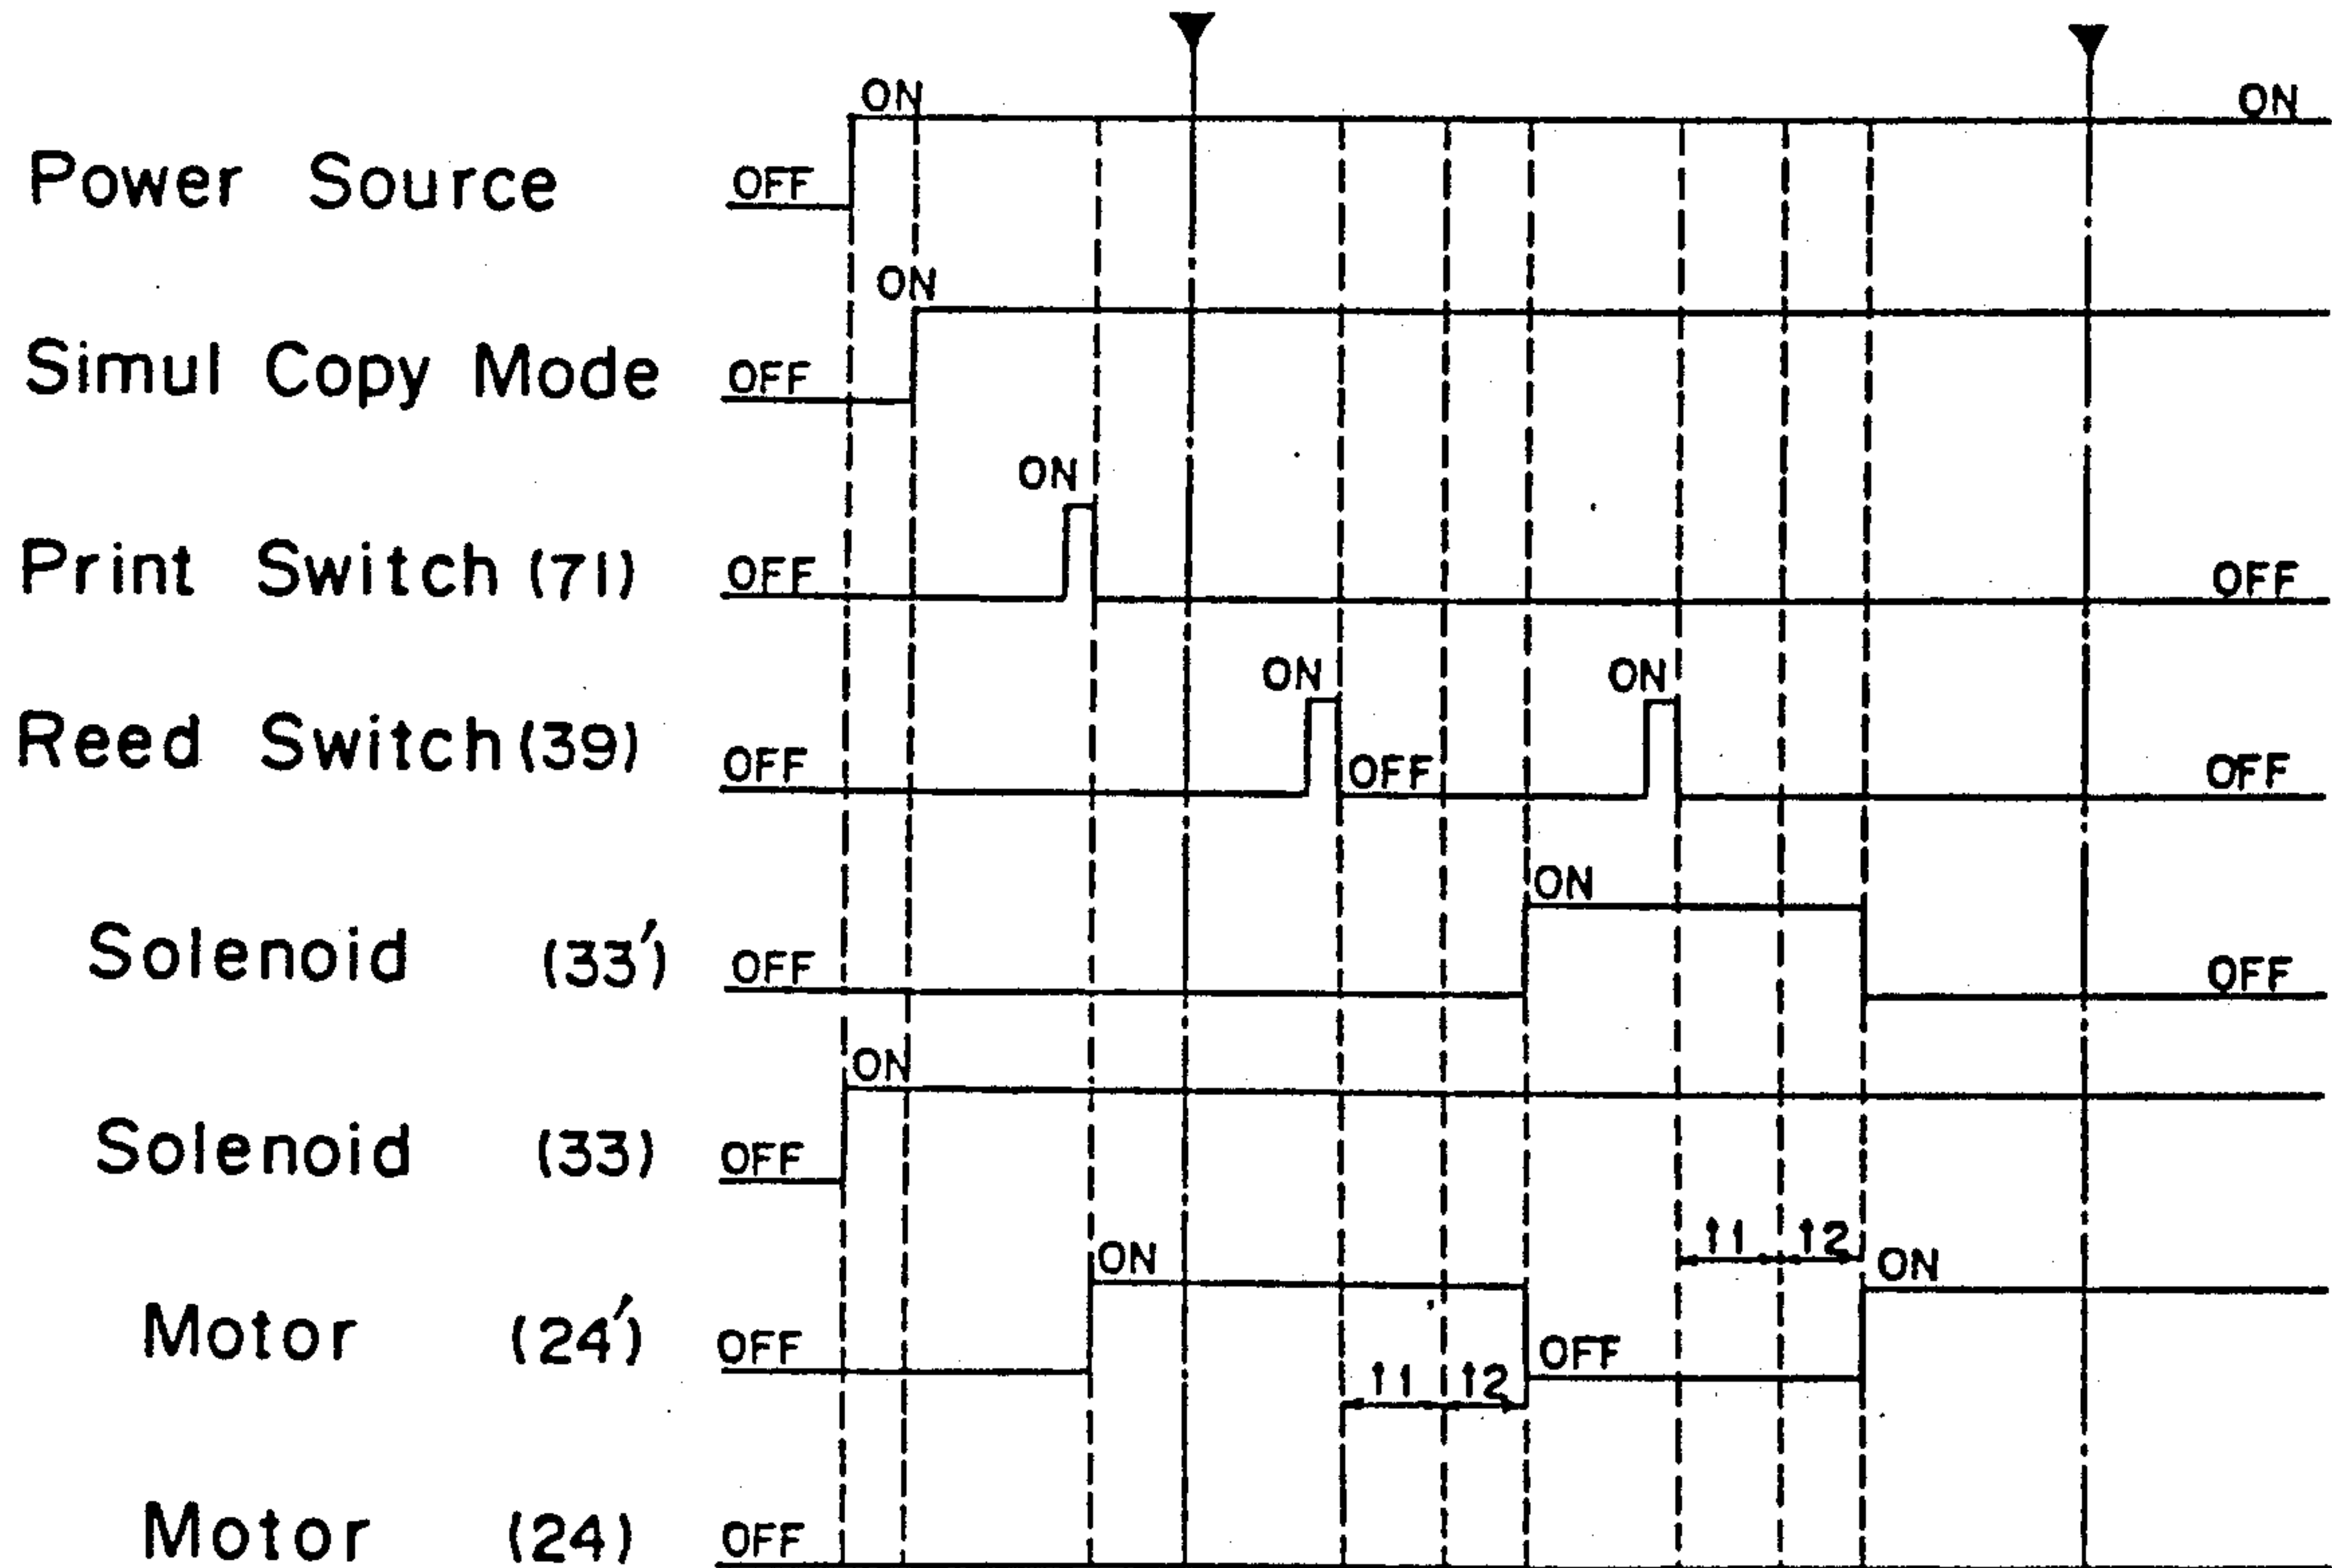 ON ON
Power Source OFF
ON
Simul Copy Mode OFF
ON
Print Switch (71) OFF OFF
ON ON
Reed Switch (39) OFF OFF OFF
ON
Solenoid (33') OFF OFF
ON
Solenoid (33) OFF
t1 t2
ON ON
Motor (24') OFF OFF
t1 t2
Motor (24) OFF